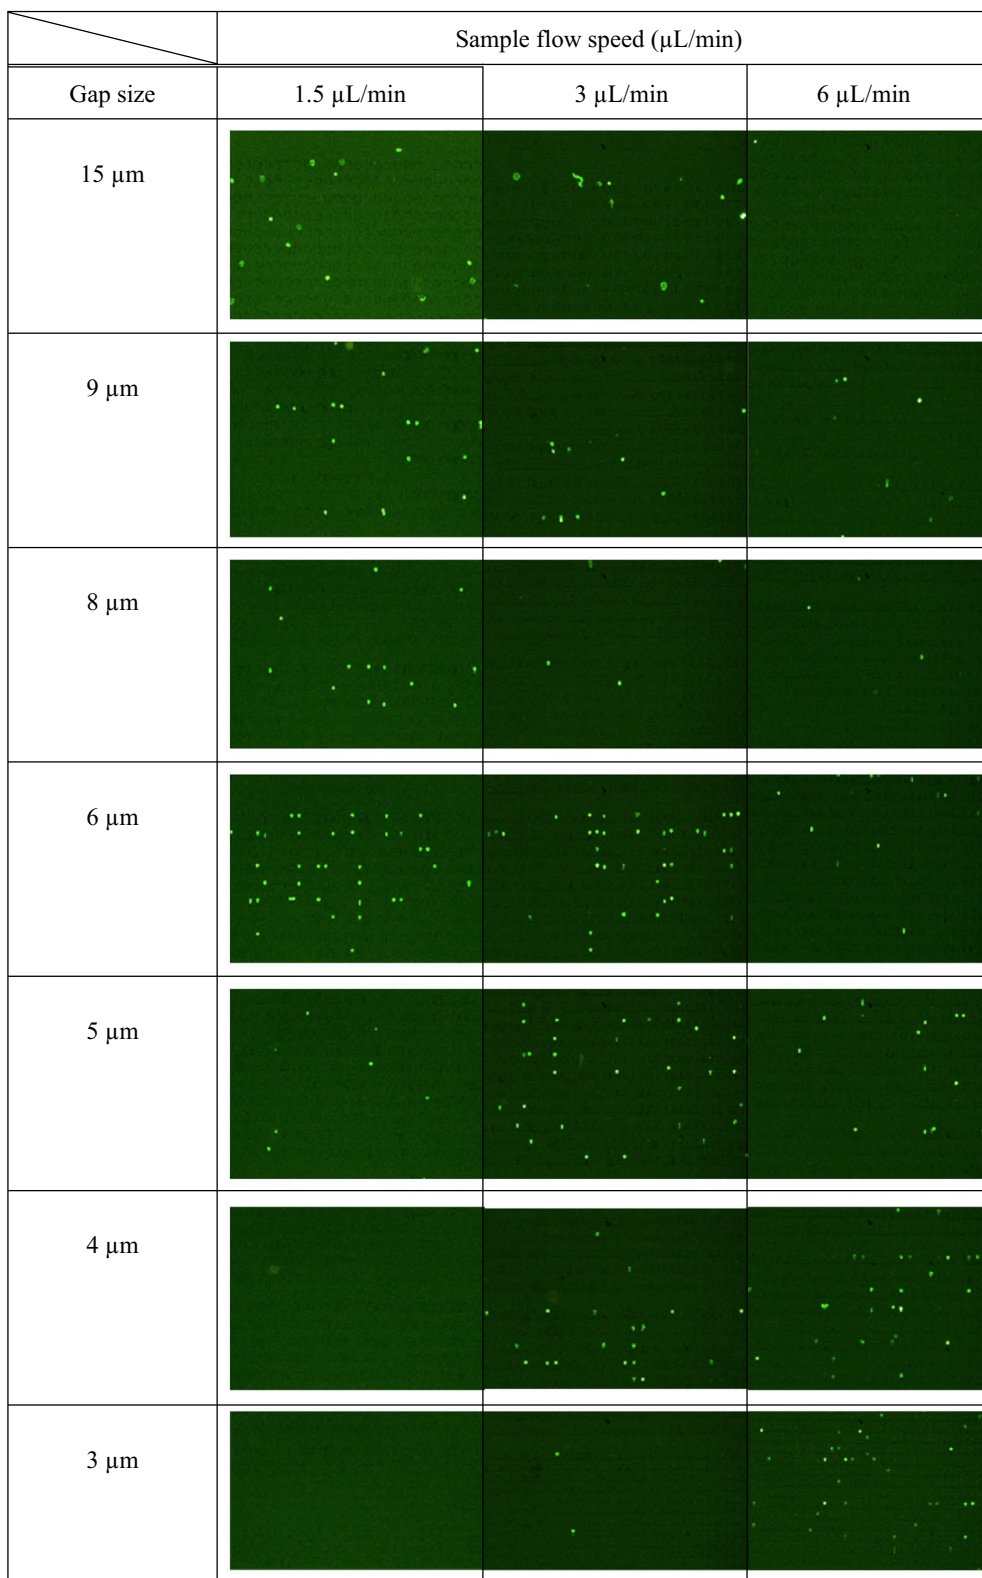 Sample flow speed (µL/min)
Gap size 1.5 µL/min 3 µL/min 6 µL/min
15 µm
9 µm
8 µm
6 µm
5 µm
4 µm
3 µm